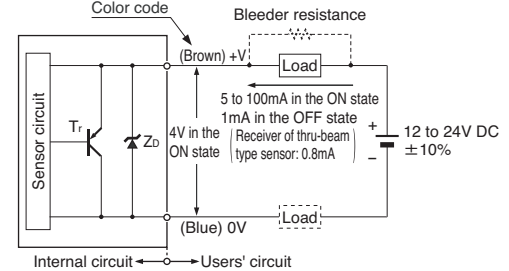 Color code
Bleeder resistance
(Brown) +V
Load
5 to 100mA in the ON state
1mA in the OFF state
(Receiver of thru-beam
type sensor: 0.8mA)
Sensor circuit
Tr
ZD
4V in the
ON state
+
−
12 to 24V DC
±10%
Load
(Blue) 0V
Internal circuit
Users' circuit